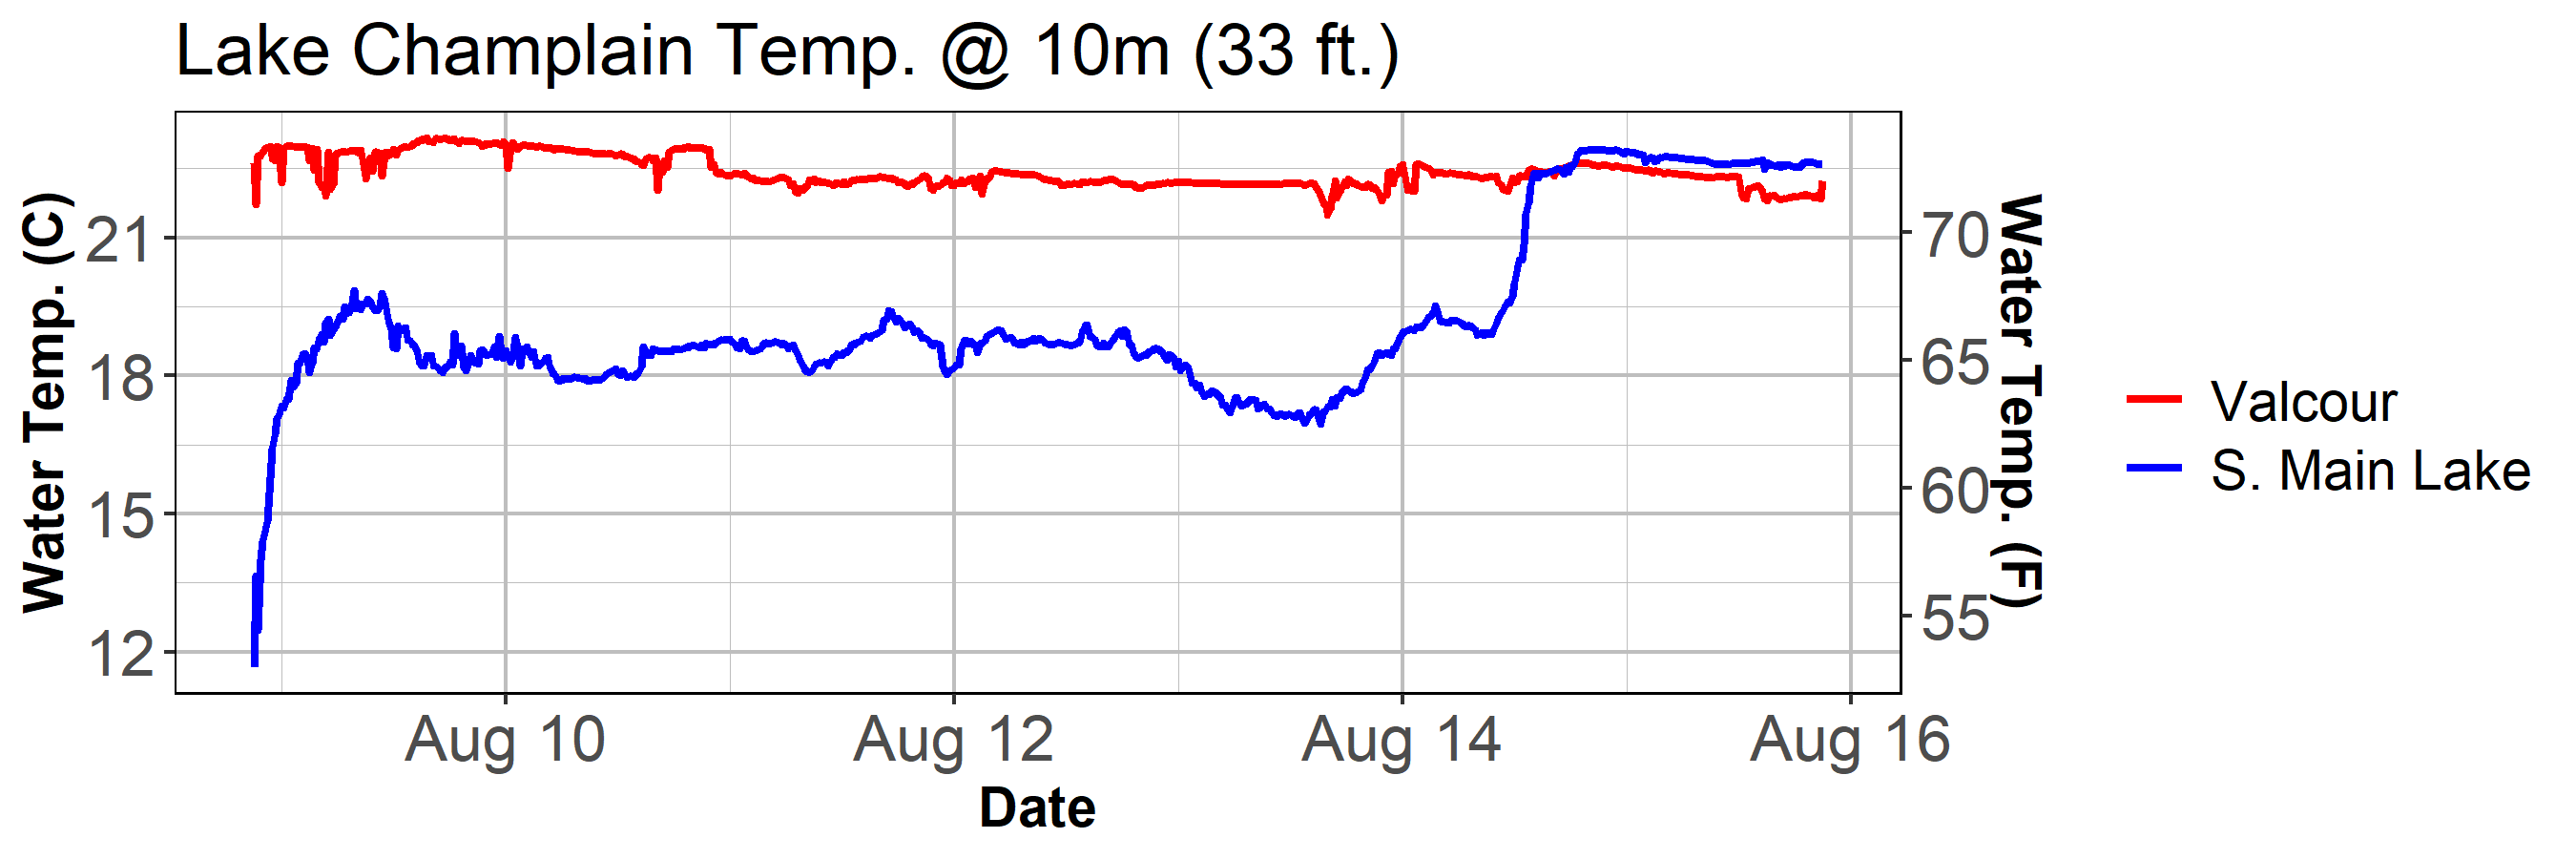 Lake Champlain Temp. @ 10m (33 ft.)
Water Temp. (C)
21
18
15
12
70
65
60
55
Water Temp. (F)
Aug 10
Aug 12
Aug 14
Aug 16
Date
Valcour
S. Main Lake